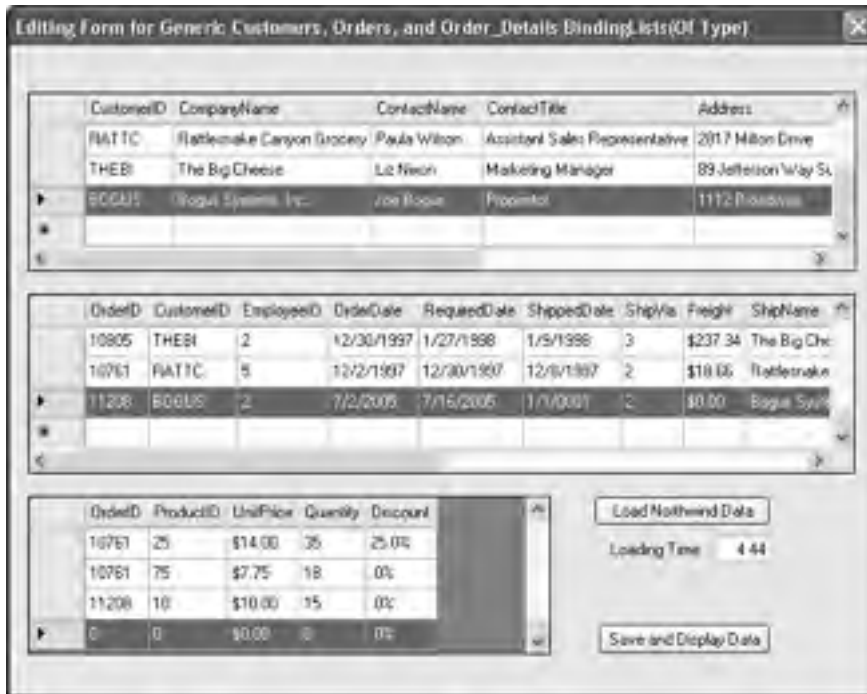 Editing Form for Generic Customers, Orders, and Order_Details BindingLists(Of Type)
CustomerID CompanyName ContactName ContactTitle Address
RATTC Rattlesnake Canyon Grocery Paula Wilson Assistant Sales Representative 2817 Milton Drive
THEBI The Big Cheese Liz Nixon Marketing Manager 89 Jefferson Way Su
BOGUS Bogus Systems, Inc. Joe Bogus 1112 Broadway
OrderID CustomerID EmployeeID OrderDate RequiredDate ShippedDate ShipVia Freight ShipName
10805 THEBI 2 12/30/1997 1/27/1998 1/9/1998 3 $237.34 The Big Che
10761 RATTC 5 12/2/1997 12/30/1997 12/8/1997 2 $18.66 Rattlesnake
11208 BOGUS 2 7/2/2005 7/16/2005 1/1/0001 2 $0.00 Bogus Syste
OrderID ProductID UnitPrice Quantity Discount
10761 25 $14.00 35 25.0%
10761 75 $7.75 18 .0%
11208 10 $10.00 15 .0%
0 0 $0.00 0 .0%
Load Northwind Data
Loading Time 4.44
Save and Display Data